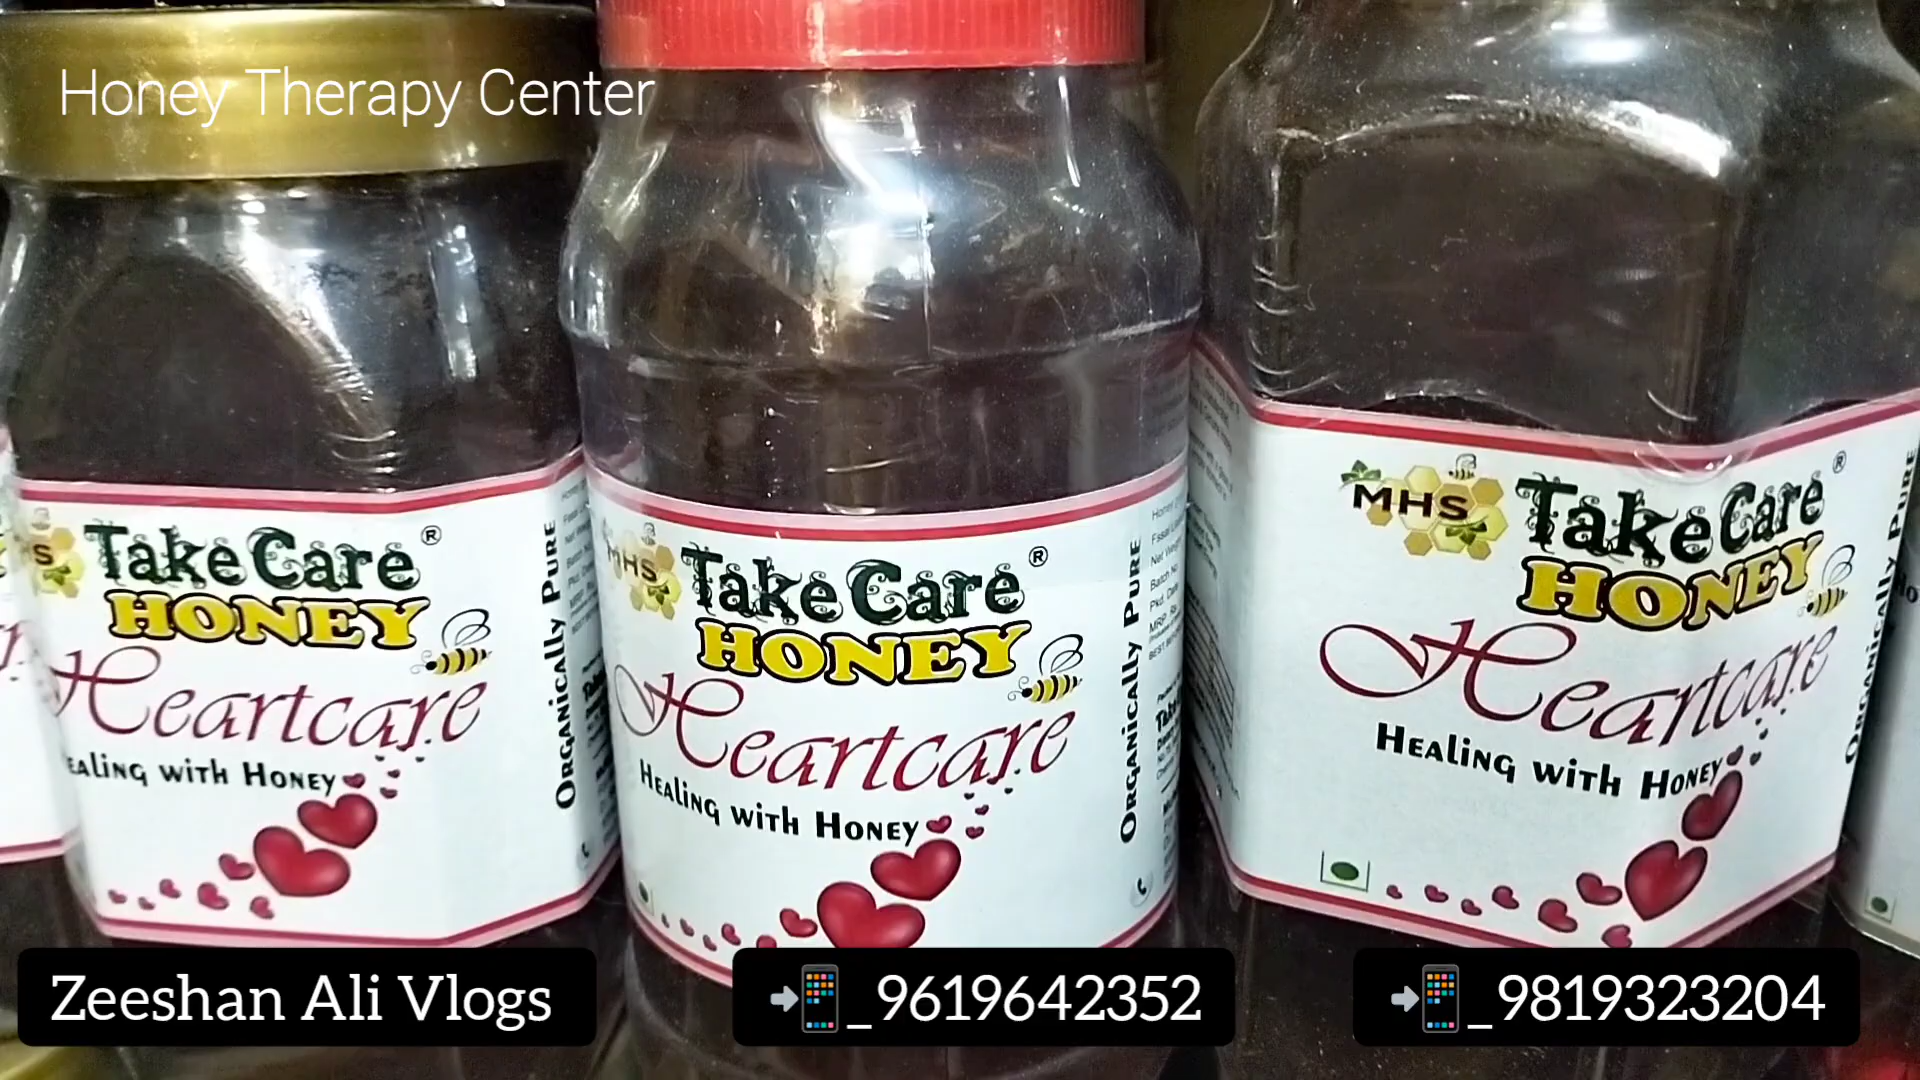 Honey Therapy Center
TakeCare®
HONEY
Heartcare
Healing with Honey
Organically Pure
MHS
TakeCare®
HONEY
Heartcare
Healing with Honey
Organically Pure
MHS
TakeCare®
HONEY
Heartcare
Healing with Honey
Organically Pure
Zeeshan Ali Vlogs
_9619642352
_9819323204